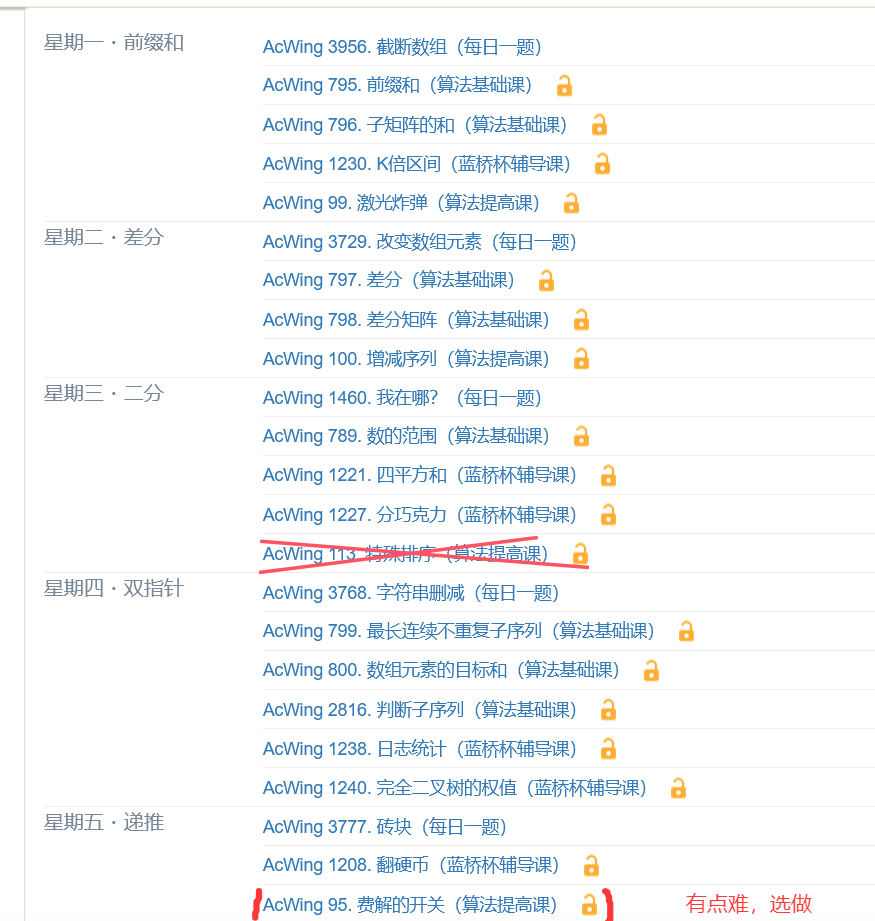 星期一·前缀和
AcWing 3956. 截断数组（每日一题）
AcWing 795. 前缀和（算法基础课）
AcWing 796. 子矩阵的和（算法基础课）
AcWing 1230. K倍区间（蓝桥杯辅导课）
AcWing 99. 激光炸弹（算法提高课）
星期二·差分
AcWing 3729. 改变数组元素（每日一题）
AcWing 797. 差分（算法基础课）
AcWing 798. 差分矩阵（算法基础课）
AcWing 100. 增减序列（算法提高课）
星期三·二分
AcWing 1460. 我在哪？（每日一题）
AcWing 789. 数的范围（算法基础课）
AcWing 1221. 四平方和（蓝桥杯辅导课）
AcWing 1227. 分巧克力（蓝桥杯辅导课）
AcWing 113. 特殊排序（算法提高课）
星期四·双指针
AcWing 3768. 字符串删减（每日一题）
AcWing 799. 最长连续不重复子序列（算法基础课）
AcWing 800. 数组元素的目标和（算法基础课）
AcWing 2816. 判断子序列（算法基础课）
AcWing 1238. 日志统计（蓝桥杯辅导课）
AcWing 1240. 完全二叉树的权值（蓝桥杯辅导课）
星期五·递推
AcWing 3777. 砖块（每日一题）
AcWing 1208. 翻硬币（蓝桥杯辅导课）
AcWing 95. 费解的开关（算法提高课）
有点难，选做